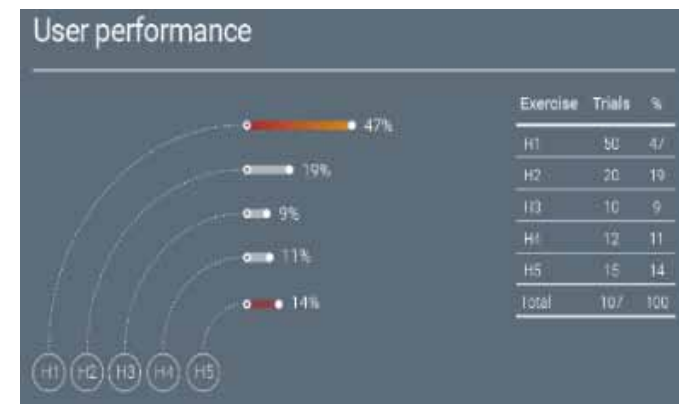 User performance
Exercise Trials %
47%
H1 50 47
19%
H2 20 19
9%
H3 10 9
11%
H4 12 11
14%
H5 15 14
Total 107 100
H1 H2 H3 H4 H5